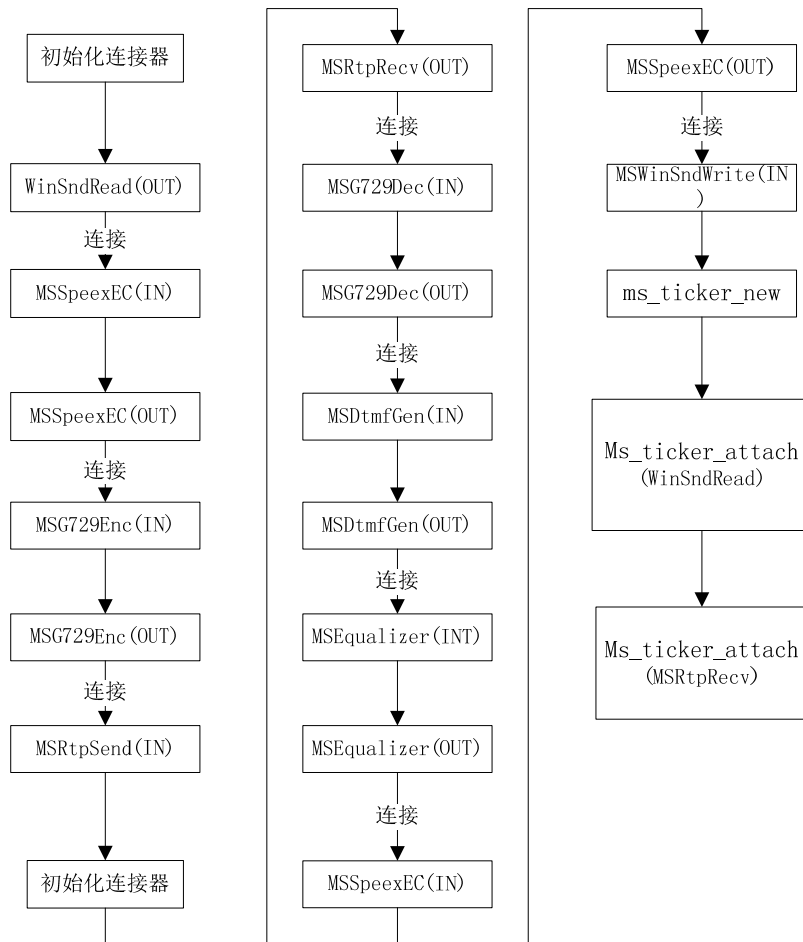 初始化连接器
WinSndRead(OUT)
连接
MSSpeexEC(IN)
MSSpeexEC(OUT)
连接
MSG729Enc(IN)
MSG729Enc(OUT)
连接
MSRtpSend(IN)
初始化连接器
MSRtpRecv(OUT)
连接
MSG729Dec(IN)
MSG729Dec(OUT)
连接
MSDtmfGen(IN)
MSDtmfGen(OUT)
连接
MSEqualizer(INT)
MSEqualizer(OUT)
连接
MSSpeexEC(IN)
MSSpeexEC(OUT)
连接
MSWinSndWrite(IN
)
ms_ticker_new
Ms_ticker_attach
(WinSndRead)
Ms_ticker_attach
(MSRtpRecv)